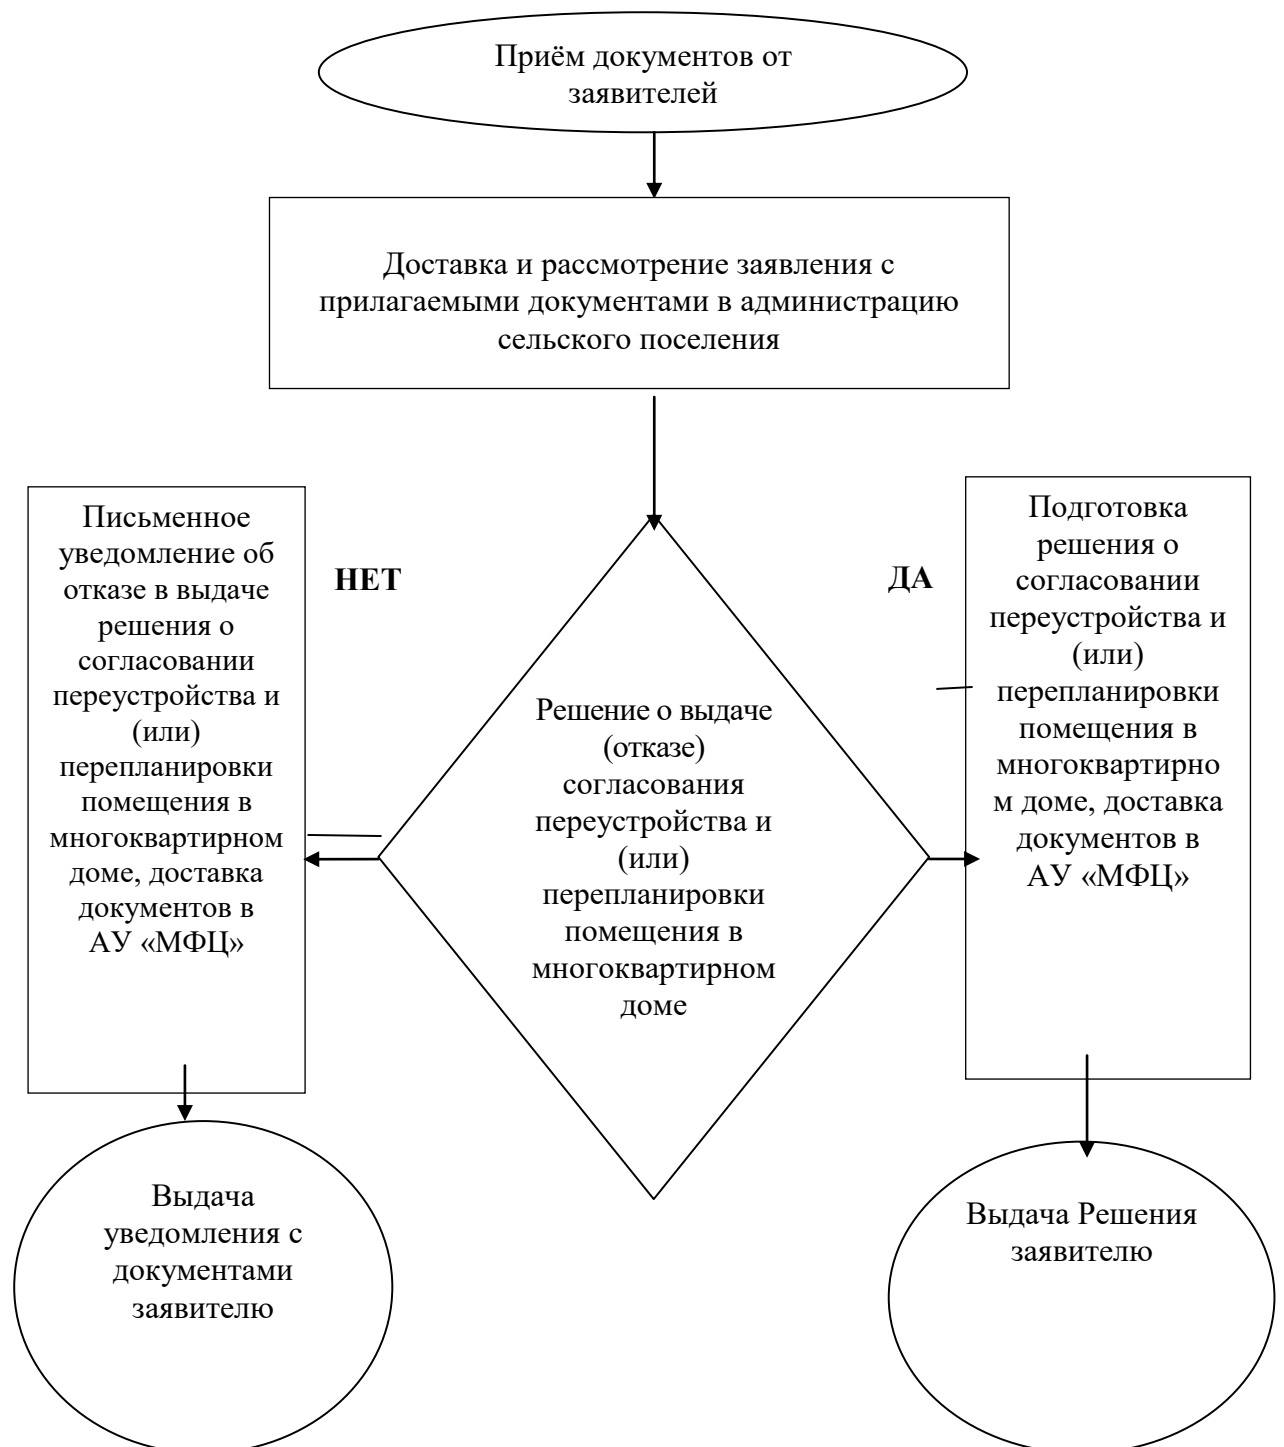 Приём документов от
заявителей
Доставка и рассмотрение заявления с
прилагаемыми документами в администрацию
сельского поселения
Письменное
уведомление об
отказе в выдаче
решения о
согласовании
переустройства и
(или)
перепланировки
помещения в
многоквартирном
доме, доставка
документов в
АУ «МФЦ»
НЕТ
Решение о выдаче
(отказе)
согласования
переустройства и
(или)
перепланировки
помещения в
многоквартирном
доме
ДА
Подготовка
решения о
согласовании
переустройства и
(или)
перепланировки
помещения в
многоквартирно
м доме, доставка
документов в
АУ «МФЦ»
Выдача
уведомления с
документами
заявителю
Выдача Решения
заявителю